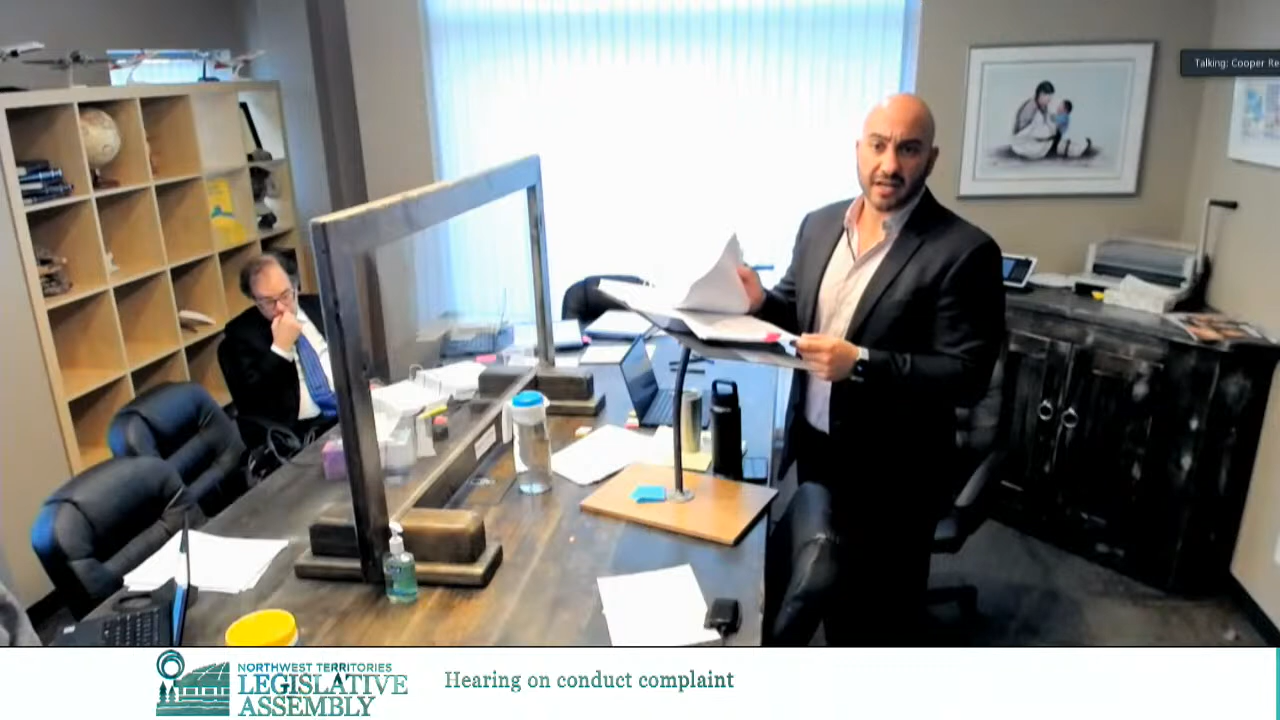 Talking: Cooper Re
NORTHWEST TERRITORIES
LEGISLATIVE
ASSEMBLY
Hearing on conduct complaint